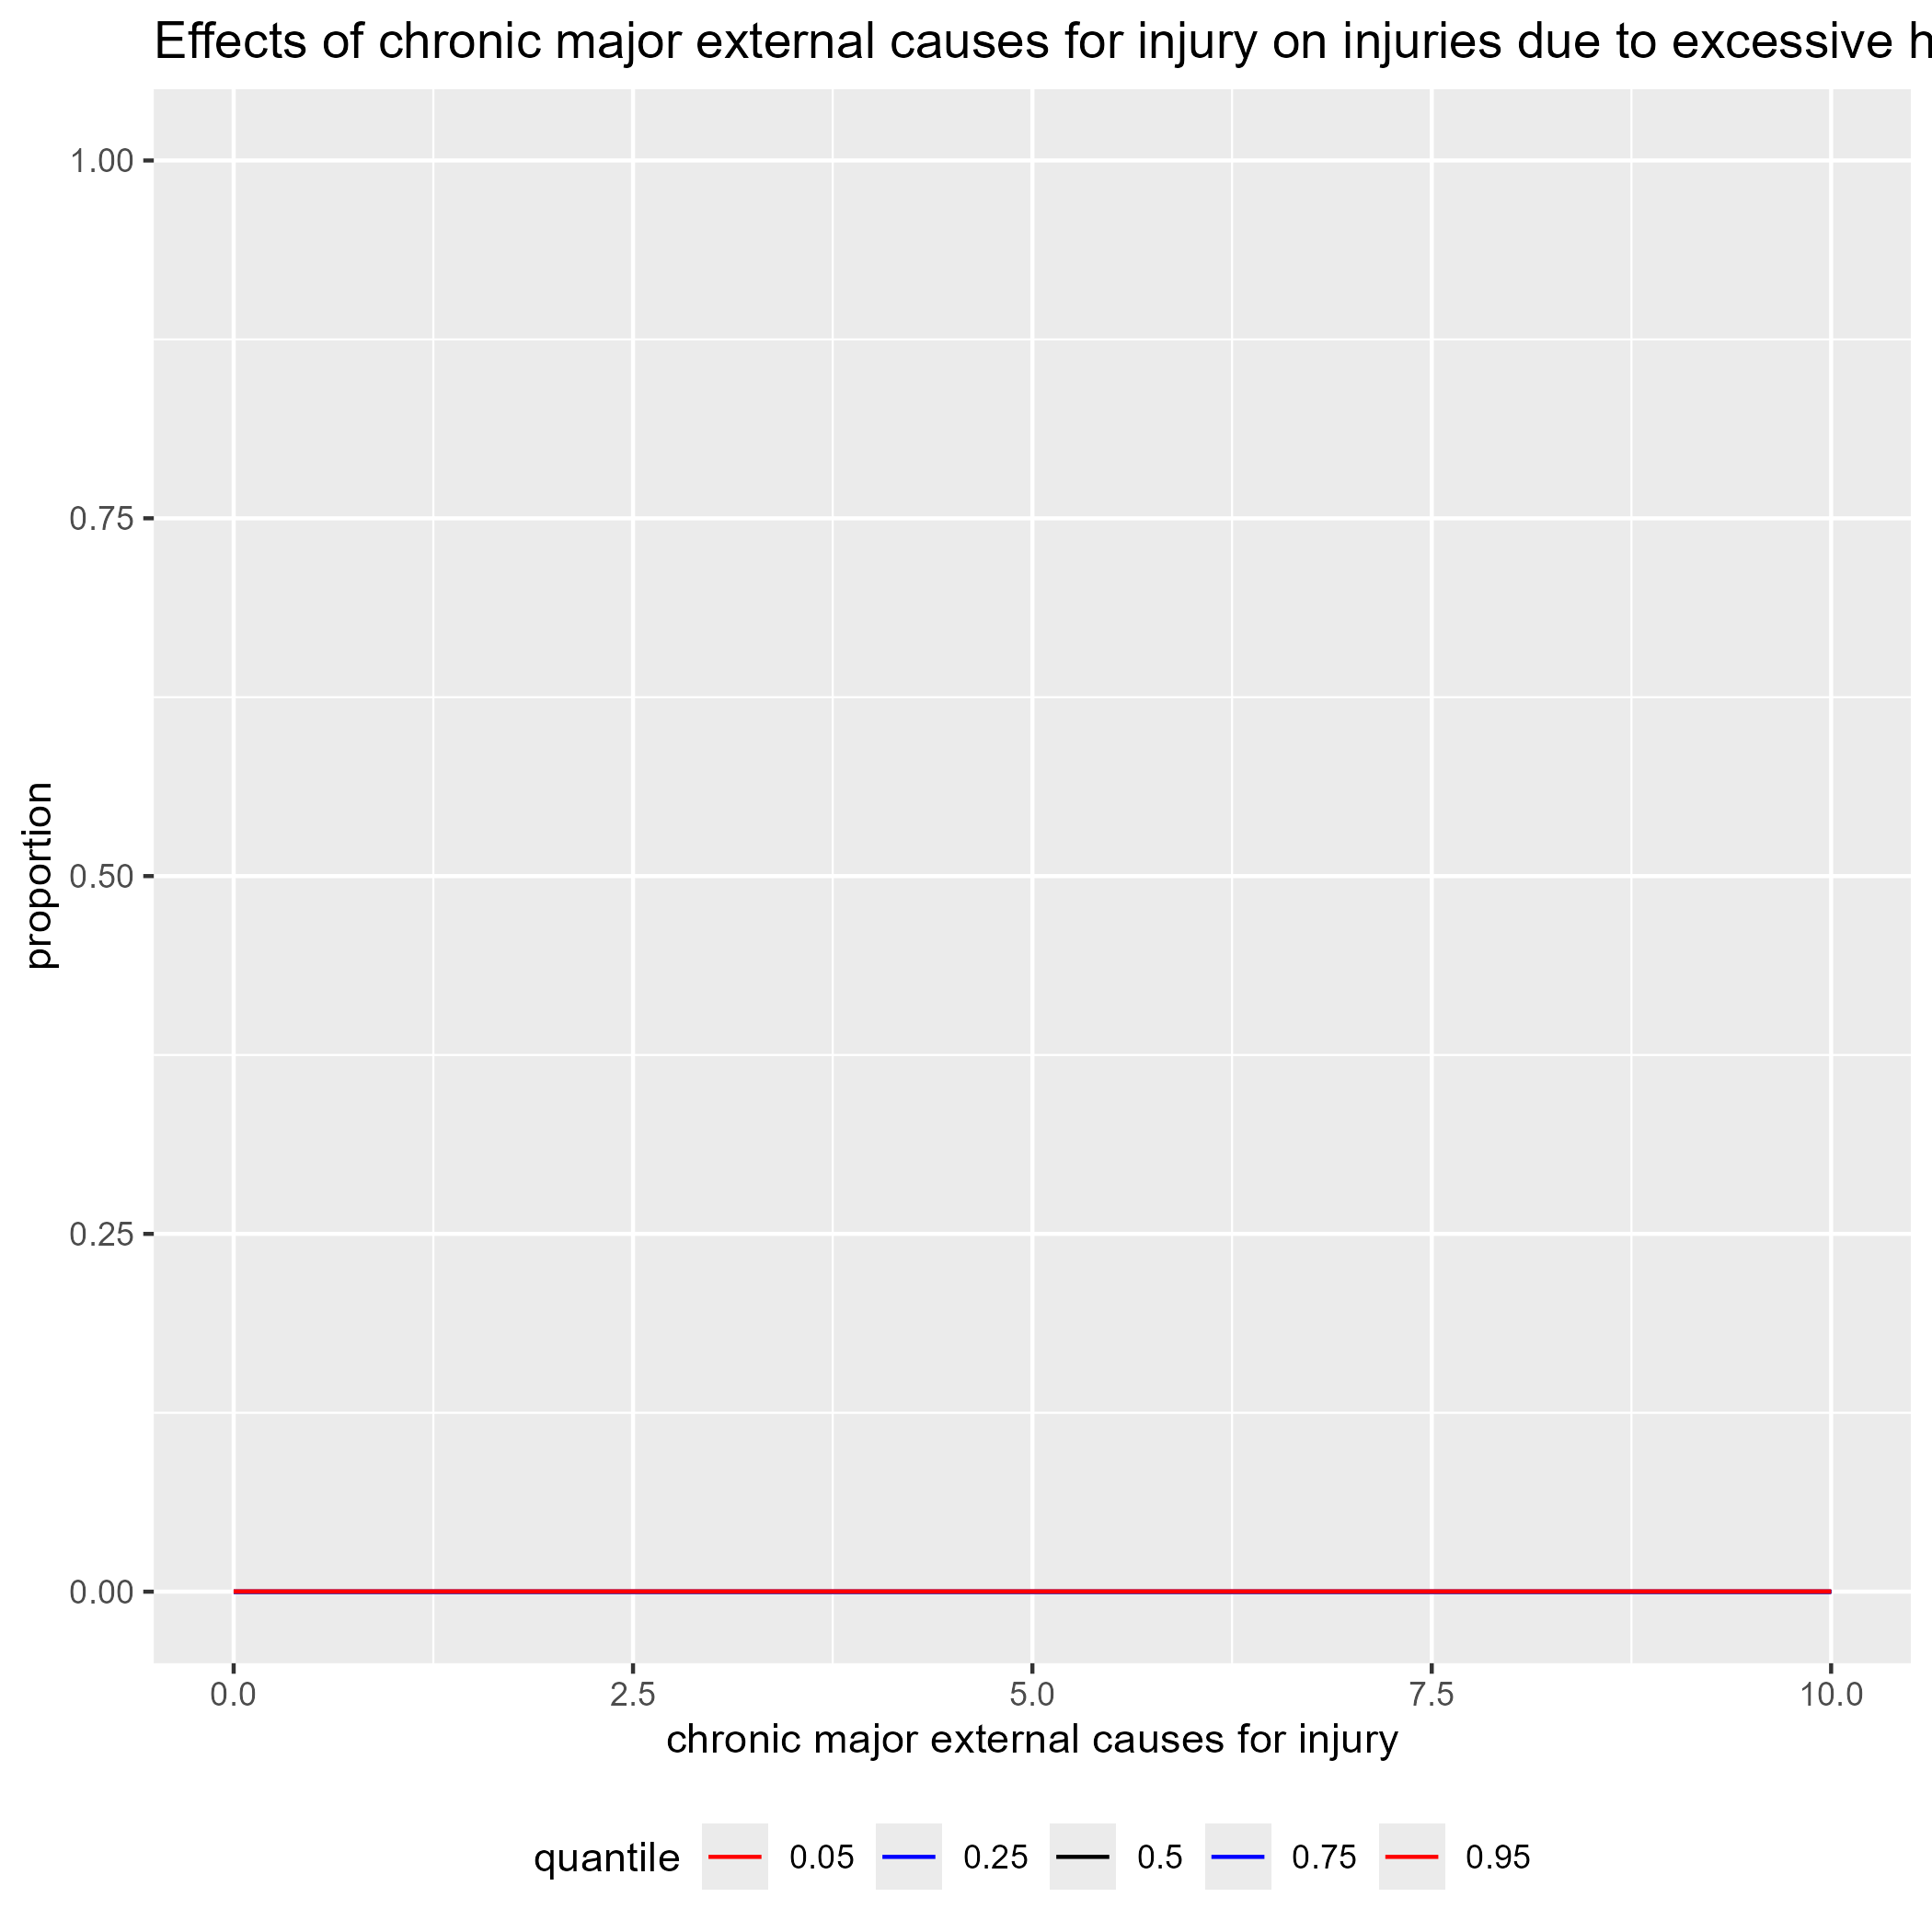 Effects of chronic major external causes for injury on injuries due to excessive h
1.00
0.75
0.50
0.25
0.00
proportion
0.0 2.5 5.0 7.5 10.0
chronic major external causes for injury
quantile 0.05 0.25 0.5 0.75 0.95